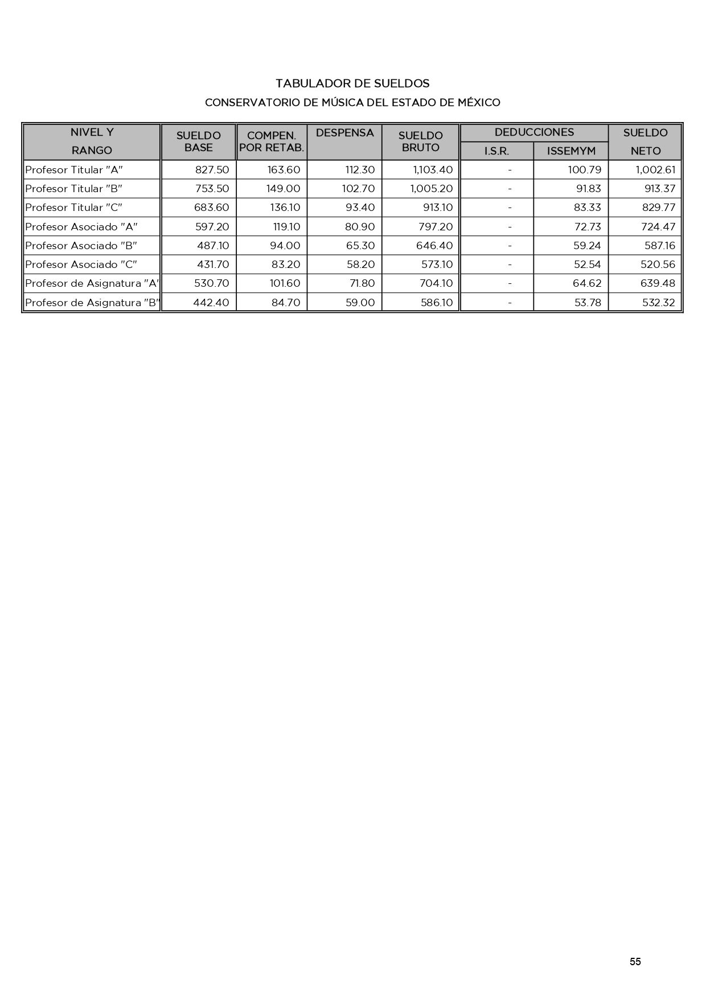 TABULADOR DE SUELDOS
CONSERVATORIO DE MÚSICA DEL ESTADO DE MÉXICO
NIVEL Y RANGO SUELDO BASE COMPEN. POR RETAB. DESPENSA SUELDO BRUTO DEDUCCIONES I.S.R. ISSEMYM SUELDO NETO
Profesor Titular "A" 827.50 163.60 112.30 1,103.40 - 100.79 1,002.61
Profesor Titular "B" 753.50 149.00 102.70 1,005.20 - 91.83 913.37
Profesor Titular "C" 683.60 136.10 93.40 913.10 - 83.33 829.77
Profesor Asociado "A" 597.20 119.10 80.90 797.20 - 72.73 724.47
Profesor Asociado "B" 487.10 94.00 65.30 646.40 - 59.24 587.16
Profesor Asociado "C" 431.70 83.20 58.20 573.10 - 52.54 520.56
Profesor de Asignatura "A" 530.70 101.60 71.80 704.10 - 64.62 639.48
Profesor de Asignatura "B" 442.40 84.70 59.00 586.10 - 53.78 532.32
55